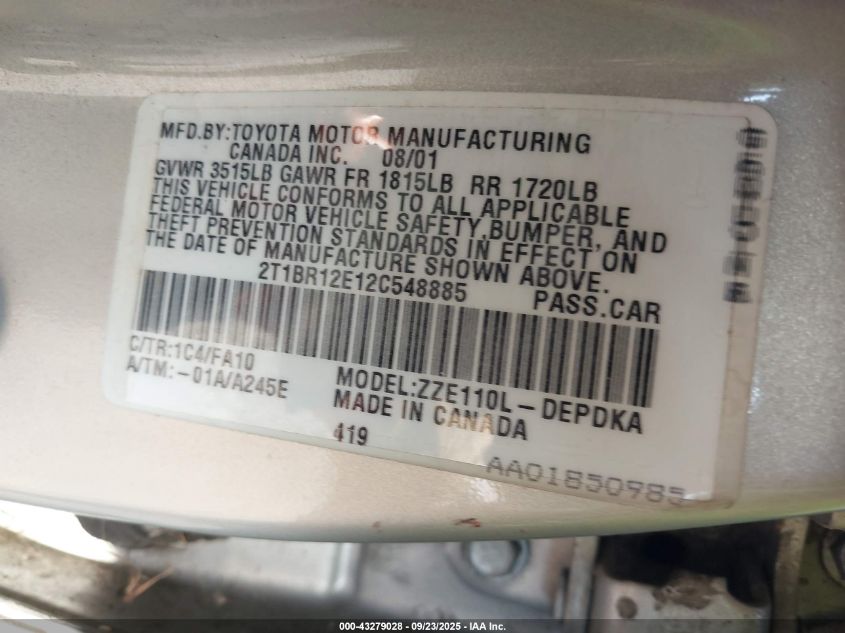 MFD.BY:TOYOTA MOTOR MANUFACTURING
CANADA INC. 08/01
GVWR 3515LB GAWR FR 1815LB RR 1720LB
THIS VEHICLE CONFORMS TO ALL APPLICABLE
FEDERAL MOTOR VEHICLE SAFETY,BUMPER, AND
THEFT PREVENTION STANDARDS IN EFFECT ON
THE DATE OF MANUFACTURE SHOWN ABOVE.
2T1BR12E12C548885 PASS.CAR
C/TR:1C4/FA10
A/TM:-01A/A245E
MODEL:ZZE110L-DEPDKA
MADE IN CANADA
419
AA01850985
000-43279028 - 09/23/2025 - IAA Inc.